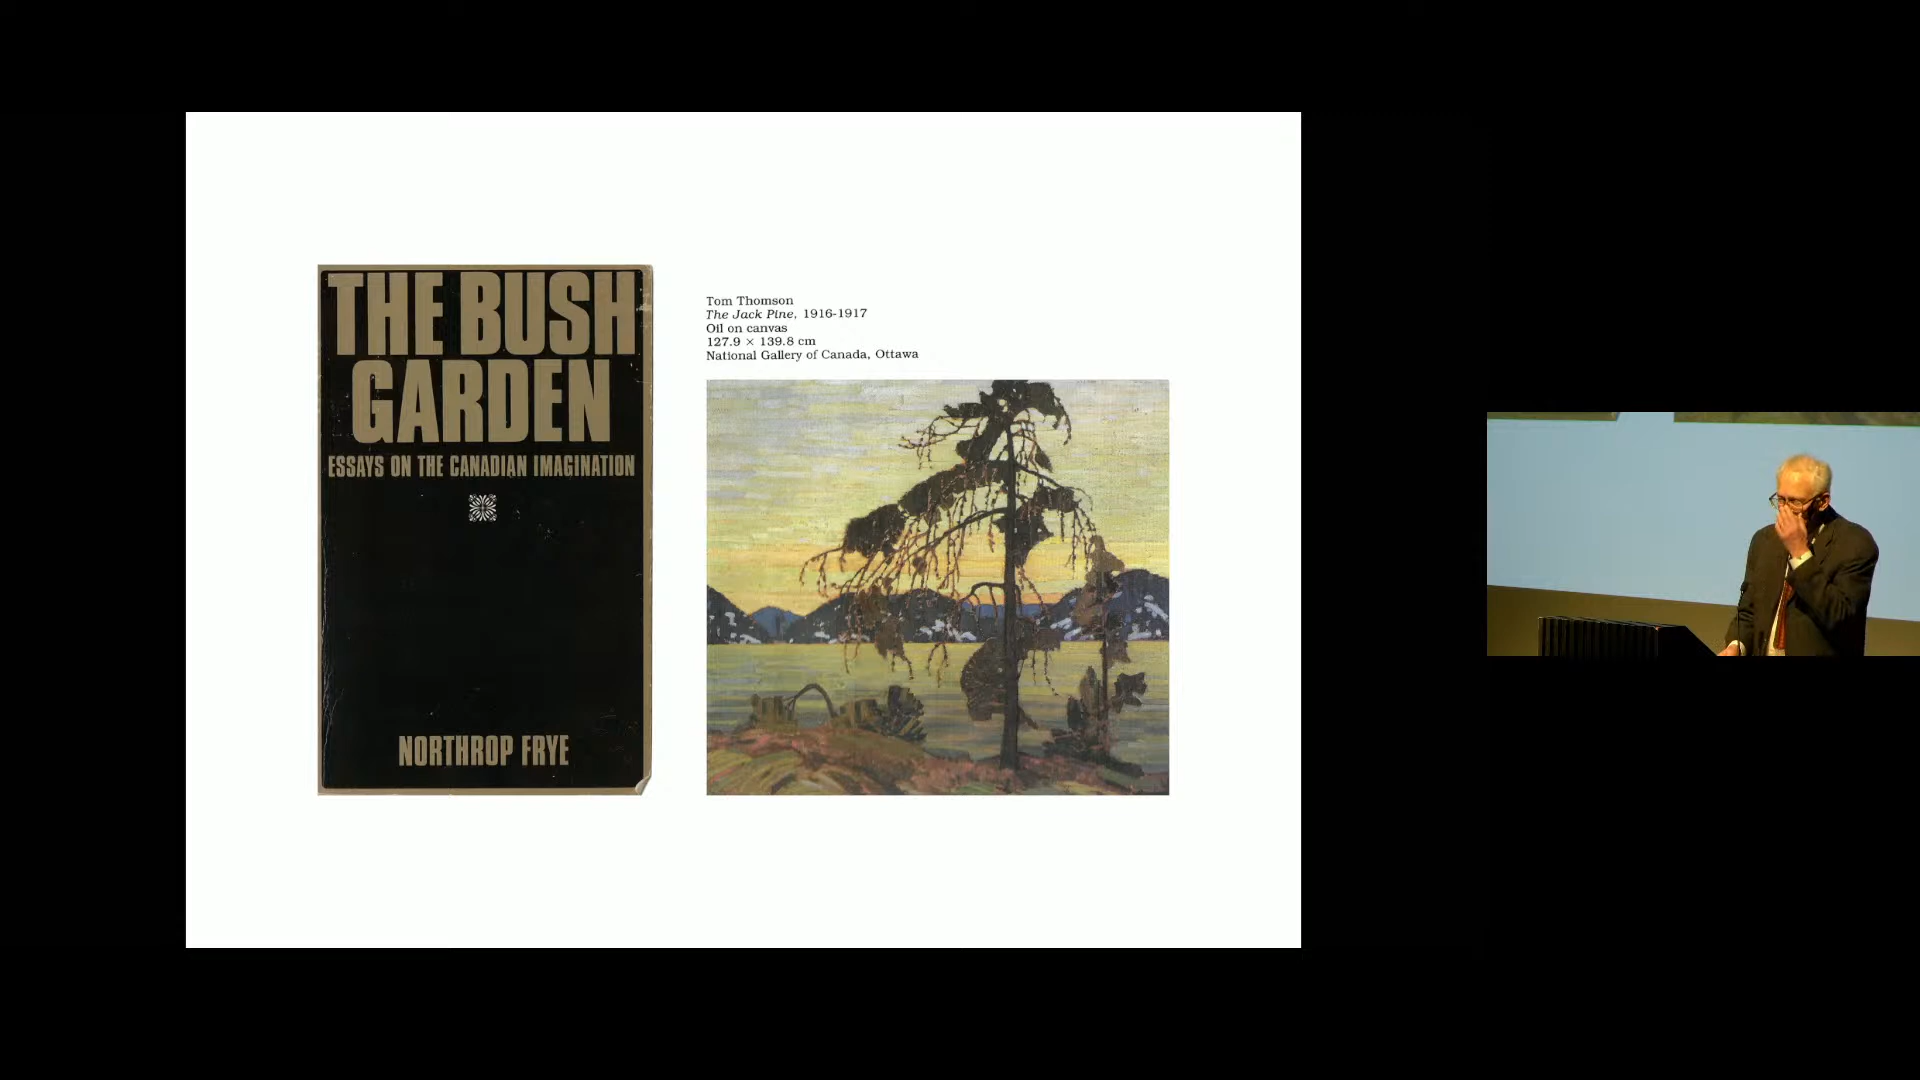 THE BUSH
GARDEN
ESSAYS ON THE CANADIAN IMAGINATION
NORTHROP FRYE
Tom Thomson
The Jack Pine, 1916-1917
Oil on canvas
127.9 × 139.8 cm
National Gallery of Canada, Ottawa